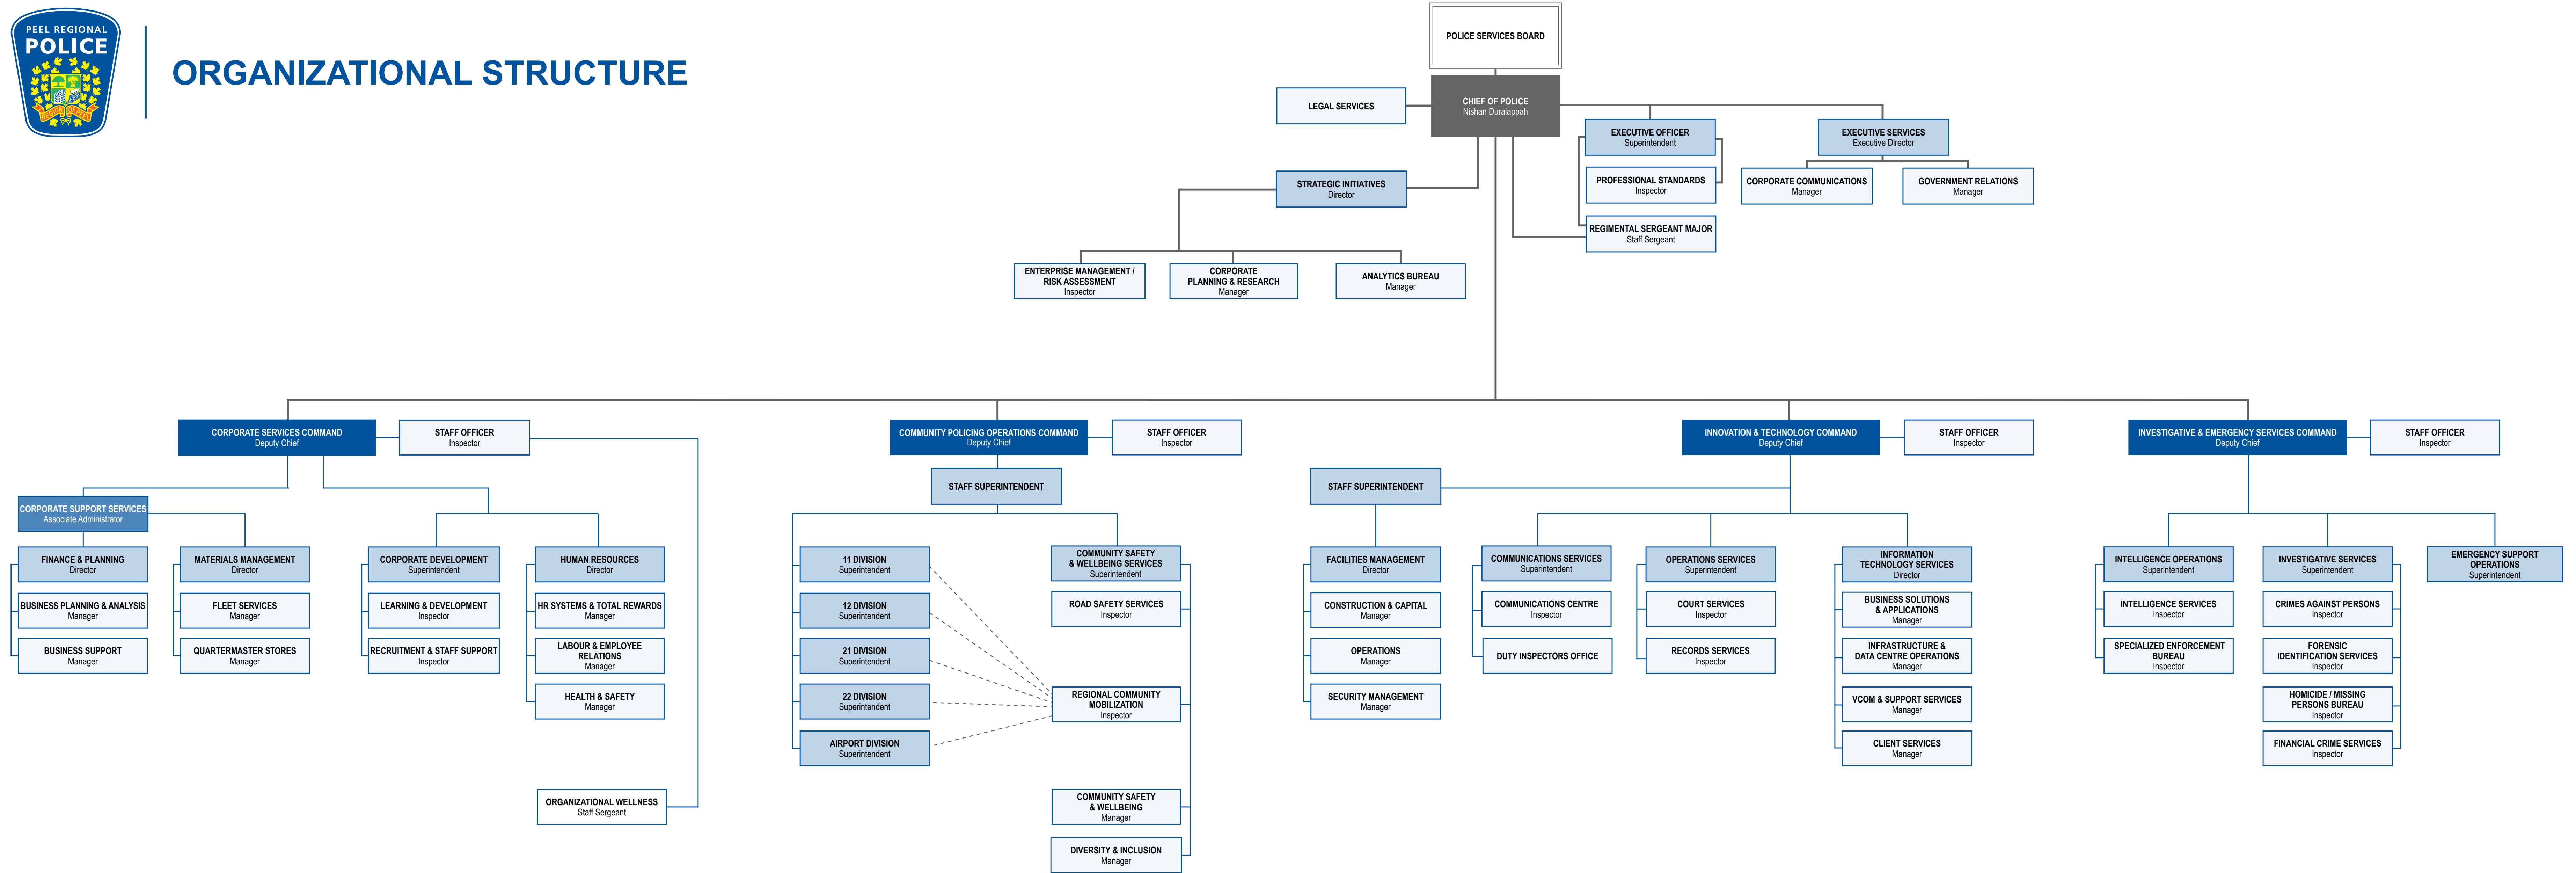 PEEL REGIONAL
POLICE
ORGANIZATIONAL STRUCTURE
POLICE SERVICES BOARD
LEGAL SERVICES
CHIEF OF POLICE
Nishan Duraiappah
EXECUTIVE OFFICER
Superintendent
EXECUTIVE SERVICES
Executive Director
STRATEGIC INITIATIVES
Director
PROFESSIONAL STANDARDS
Inspector
CORPORATE COMMUNICATIONS
Manager
GOVERNMENT RELATIONS
Manager
REGIMENTAL SERGEANT MAJOR
Staff Sergeant
ENTERPRISE MANAGEMENT /
RISK ASSESSMENT
Inspector
CORPORATE
PLANNING & RESEARCH
Manager
ANALYTICS BUREAU
Manager
CORPORATE SERVICES COMMAND
Deputy Chief
STAFF OFFICER
Inspector
COMMUNITY POLICING OPERATIONS COMMAND
Deputy Chief
STAFF OFFICER
Inspector
INNOVATION & TECHNOLOGY COMMAND
Deputy Chief
STAFF OFFICER
Inspector
INVESTIGATIVE & EMERGENCY SERVICES COMMAND
Deputy Chief
STAFF OFFICER
Inspector
CORPORATE SUPPORT SERVICES
Associate Administrator
FINANCE & PLANNING
Director
BUSINESS PLANNING & ANALYSIS
Manager
BUSINESS SUPPORT
Manager
MATERIALS MANAGEMENT
Director
FLEET SERVICES
Manager
QUARTERMASTER STORES
Manager
CORPORATE DEVELOPMENT
Superintendent
LEARNING & DEVELOPMENT
Inspector
RECRUITMENT & STAFF SUPPORT
Inspector
HUMAN RESOURCES
Director
HR SYSTEMS & TOTAL REWARDS
Manager
LABOUR & EMPLOYEE
RELATIONS
Manager
HEALTH & SAFETY
Manager
ORGANIZATIONAL WELLNESS
Staff Sergeant
STAFF SUPERINTENDENT
11 DIVISION
Superintendent
12 DIVISION
Superintendent
21 DIVISION
Superintendent
22 DIVISION
Superintendent
AIRPORT DIVISION
Superintendent
COMMUNITY SAFETY
& WELLBEING SERVICES
Superintendent
ROAD SAFETY SERVICES
Inspector
REGIONAL COMMUNITY
MOBILIZATION
Inspector
COMMUNITY SAFETY
& WELLBEING
Manager
DIVERSITY & INCLUSION
Manager
STAFF SUPERINTENDENT
FACILITIES MANAGEMENT
Director
CONSTRUCTION & CAPITAL
Manager
OPERATIONS
Manager
SECURITY MANAGEMENT
Manager
COMMUNICATIONS SERVICES
Superintendent
COMMUNICATIONS CENTRE
Inspector
DUTY INSPECTORS OFFICE
OPERATIONS SERVICES
Superintendent
COURT SERVICES
Inspector
RECORDS SERVICES
Inspector
INFORMATION
TECHNOLOGY SERVICES
Director
BUSINESS SOLUTIONS
& APPLICATIONS
Manager
INFRASTRUCTURE &
DATA CENTRE OPERATIONS
Manager
VCOM & SUPPORT SERVICES
Manager
CLIENT SERVICES
Manager
INTELLIGENCE OPERATIONS
Superintendent
INTELLIGENCE SERVICES
Inspector
SPECIALIZED ENFORCEMENT
BUREAU
Inspector
INVESTIGATIVE SERVICES
Superintendent
CRIMES AGAINST PERSONS
Inspector
FORENSIC
IDENTIFICATION SERVICES
Inspector
HOMICIDE / MISSING
PERSONS BUREAU
Inspector
FINANCIAL CRIME SERVICES
Inspector
EMERGENCY SUPPORT
OPERATIONS
Superintendent